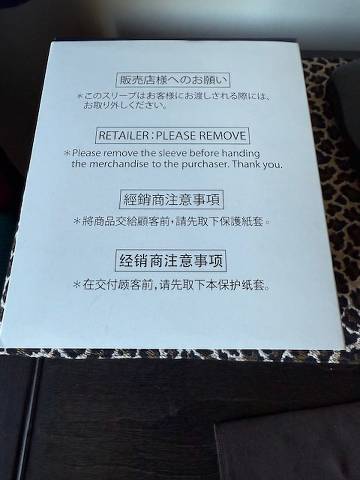 販売店様へのお願い
*このスリーブはお客様にお渡しされる際には、
お取り外しください。
RETAILER:PLEASE REMOVE
*Please remove the sleeve before handing
the merchandise to the purchaser. Thank you.
經銷商注意事項
*將商品交給顧客前,請先取下保護紙套。
经销商注意事项
*在交付顾客前,请先取下本保护纸套。